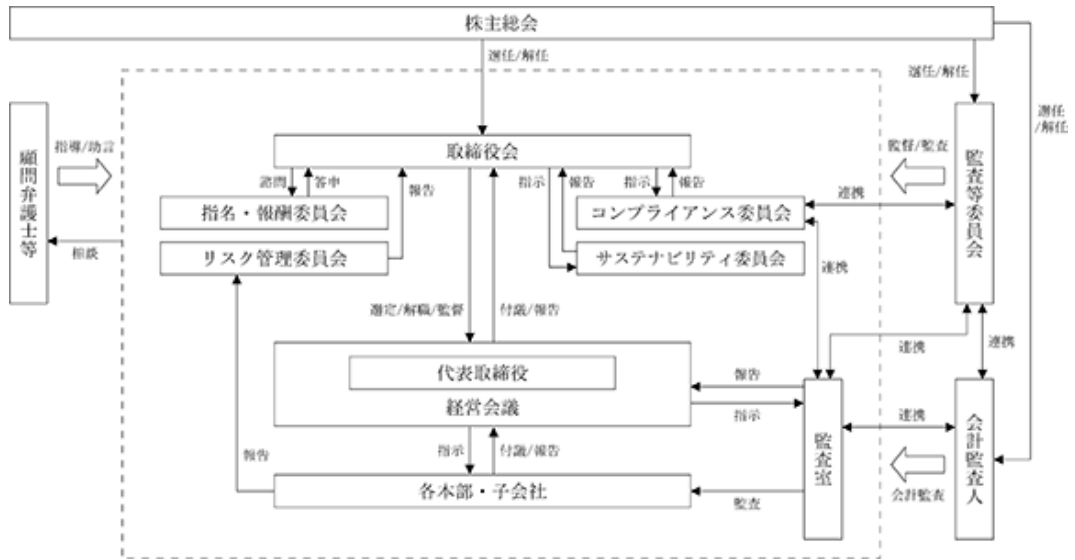 株主総会
選任/解任
選任/解任
選任
/解任
顧問弁護士等
指導/助言
相談
取締役会
監督/監査
監査等委員会
諮問
答申
報告
指示
報告
指示
報告
指名・報酬委員会
コンプライアンス委員会
連携
リスク管理委員会
サステナビリティ委員会
連携
選定/解職/監督
付議/報告
連携
連携
代表取締役
経営会議
報告
指示
監査室
連携
会計監査人
報告
指示
付議/報告
会計監査
各本部・子会社
監査